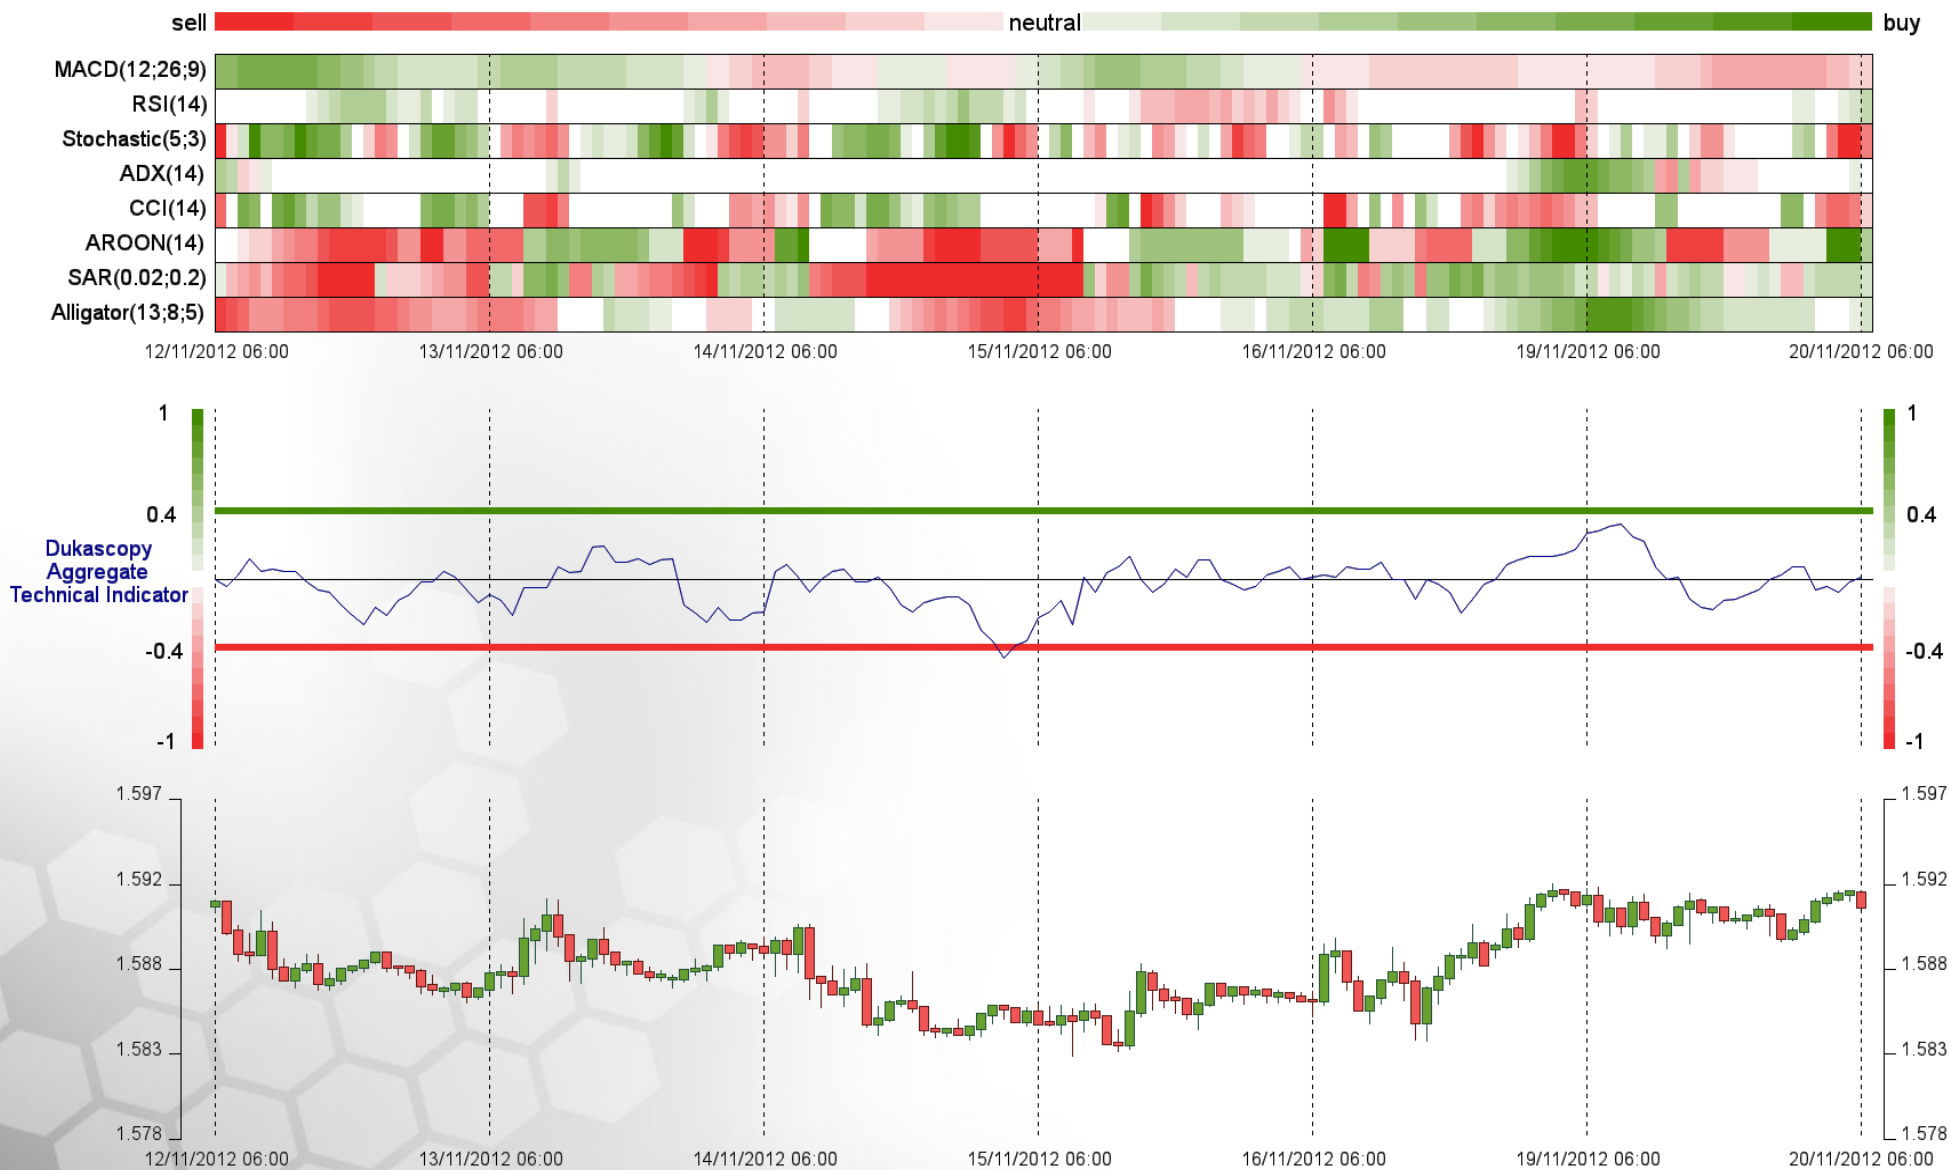 sell neutral buy
MACD(12;26;9)
RSI(14)
Stochastic(5;3)
ADX(14)
CCI(14)
AROON(14)
SAR(0.02;0.2)
Alligator(13;8;5)
12/11/2012 06:00 13/11/2012 06:00 14/11/2012 06:00 15/11/2012 06:00 16/11/2012 06:00 19/11/2012 06:00 20/11/2012 06:00
1 1
0.4 0.4
Dukascopy
Aggregate
Technical Indicator
-0.4 -0.4
-1 -1
1.597 1.597
1.592 1.592
1.588 1.588
1.583 1.583
1.578 1.578
12/11/2012 06:00 13/11/2012 06:00 14/11/2012 06:00 15/11/2012 06:00 16/11/2012 06:00 19/11/2012 06:00 20/11/2012 06:00